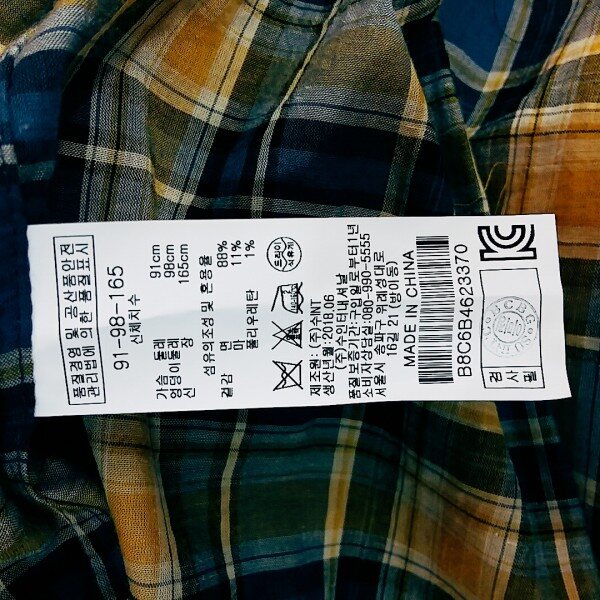 품질경영 및 공산품안전
관리법에 의한 품질표시
91-98-165
신체치수
가슴둘레 91cm
엉덩이둘레 98cm
신 장 165cm
섬유의조성 및 혼용율
겉감 면 88%
마 11%
폴리우레탄 1%
드라이
석유계
제조원: (주)수INT
생산년월: 2018.06
(주)수인터내셔날
품질보증기간: 구입일로부터1년
소비자상담실: 080-990-5555
서울시 송파구 위례성대로
16길 21 (방이동)
MADE IN CHINA
B8C6B4623370
BCBG
검사필